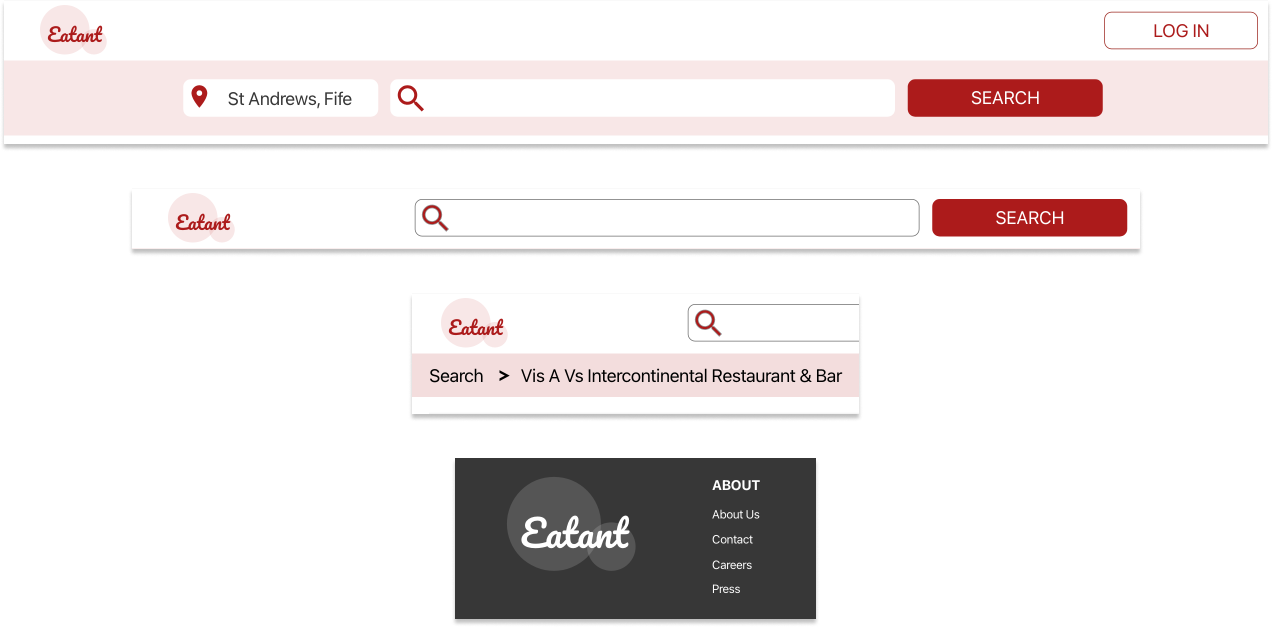 Eatant
LOG IN
St Andrews, Fife
SEARCH
Eatant
SEARCH
Eatant
Search > Vis A Vs Intercontinental Restaurant & Bar
Eatant
ABOUT
About Us
Contact
Careers
Press